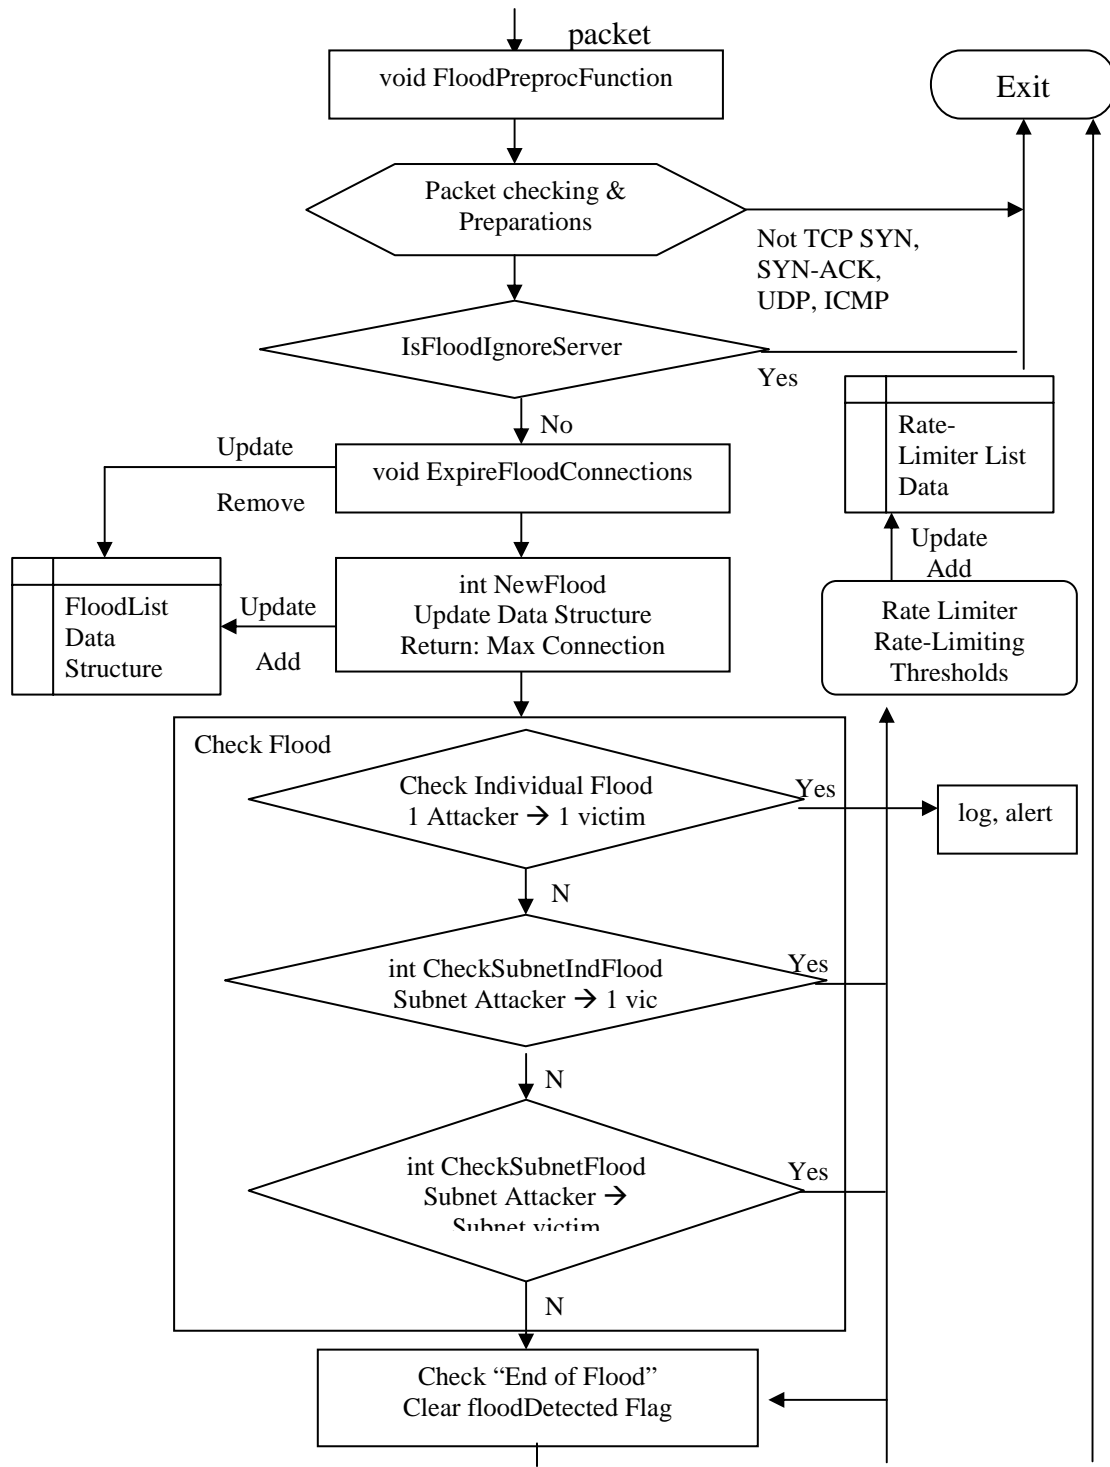 packet
void FloodPreprocFunction
Exit
Packet checking &
Preparations
Not TCP SYN,
SYN-ACK,
UDP, ICMP
IsFloodIgnoreServer
Yes
No
Update
Remove
void ExpireFloodConnections
Rate-
Limiter List
Data
Update
Add
FloodList
Data
Structure
Update
Add
int NewFlood
Update Data Structure
Return: Max Connection
Rate Limiter
Rate-Limiting
Thresholds
Check Flood
Check Individual Flood
1 Attacker → 1 victim
Yes
log, alert
N
int CheckSubnetIndFlood
Subnet Attacker → 1 vic
Yes
N
int CheckSubnetFlood
Subnet Attacker →
Subnet victim
Yes
N
Check “End of Flood”
Clear floodDetected Flag